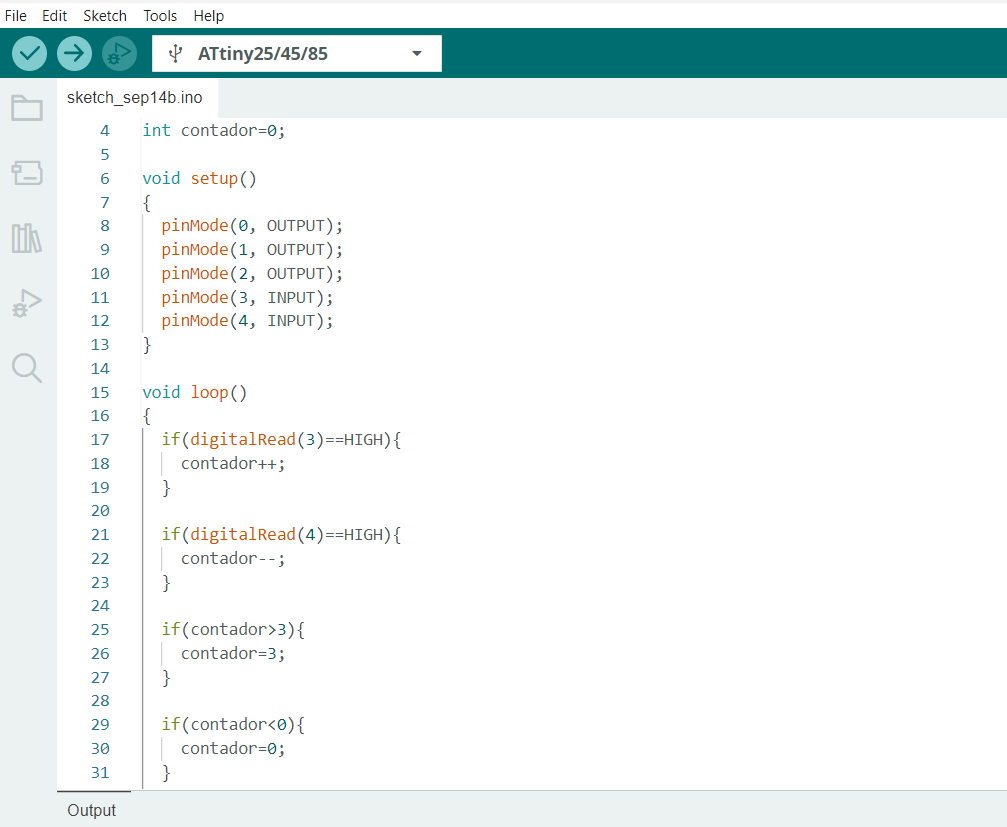 File Edit Sketch Tools Help
ATtiny25/45/85
sketch_sep14b.ino
4 int contador=0;
5
6 void setup()
7 {
8 pinMode(0, OUTPUT);
9 pinMode(1, OUTPUT);
10 pinMode(2, OUTPUT);
11 pinMode(3, INPUT);
12 pinMode(4, INPUT);
13 }
14
15 void loop()
16 {
17 if(digitalRead(3)==HIGH){
18 contador++;
19 }
20
21 if(digitalRead(4)==HIGH){
22 contador--;
23 }
24
25 if(contador>3){
26 contador=3;
27 }
28
29 if(contador<0){
30 contador=0;
31 }
Output